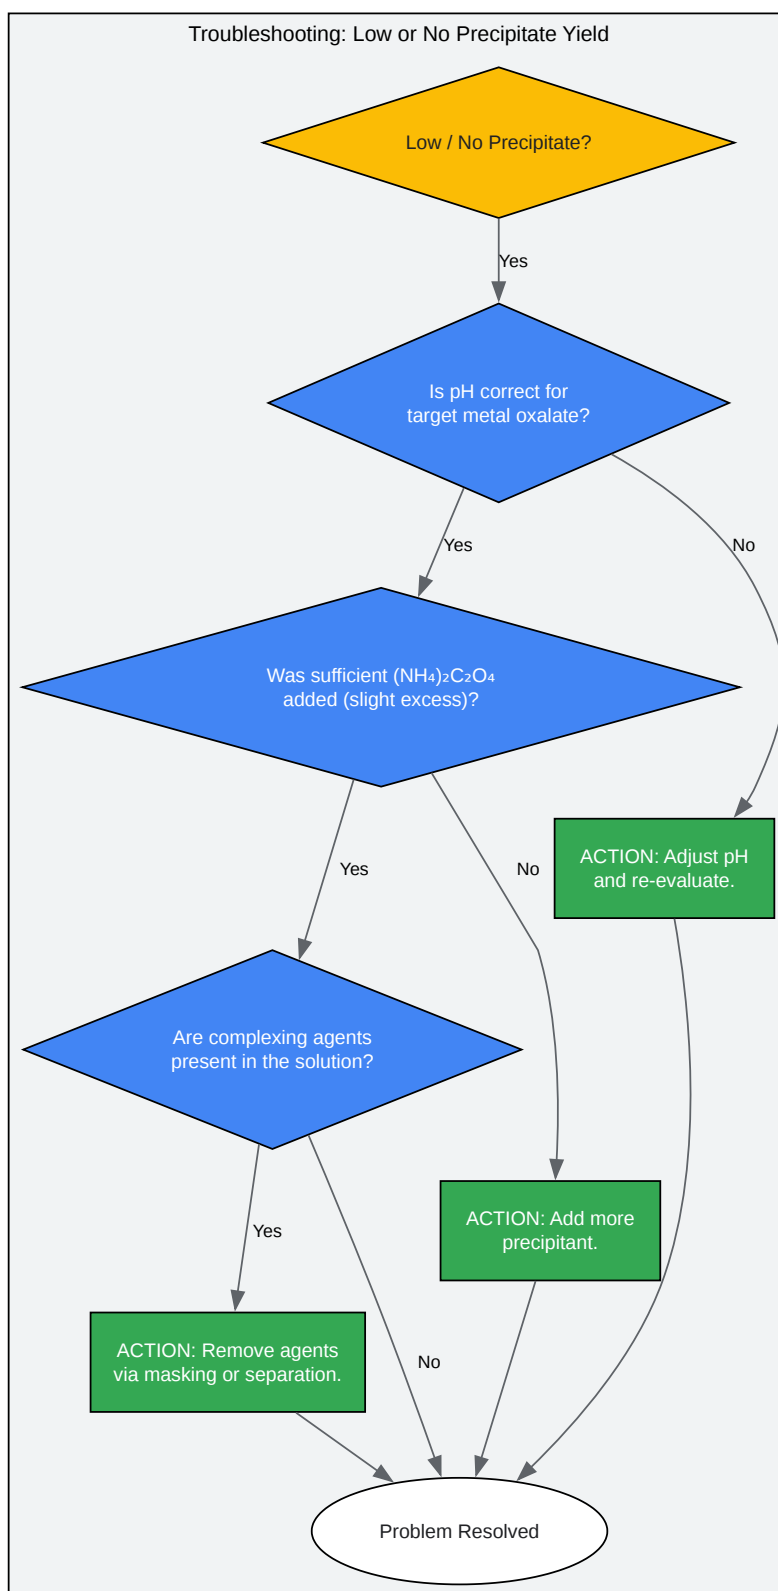 Troubleshooting: Low or No Precipitate Yield
Low / No Precipitate?
Yes
Is pH correct for
target metal oxalate?
Yes
No
Was sufficient (NH₄)₂C₂O₄
added (slight excess)?
Yes
No
ACTION: Adjust pH
and re-evaluate.
Are complexing agents
present in the solution?
Yes
No
ACTION: Add more
precipitant.
ACTION: Remove agents
via masking or separation.
Problem Resolved